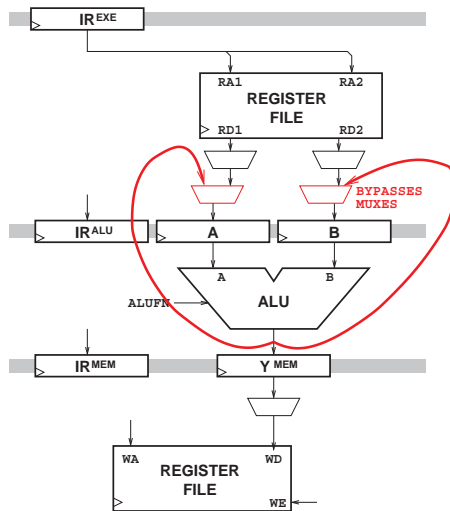 IR EXE
RA1 RA2
REGISTER
FILE
RD1 RD2
BYPASSES
MUXES
IR ALU A B
A B
ALUFN ALU
IR MEM Y MEM
WA WD
REGISTER
FILE
WE